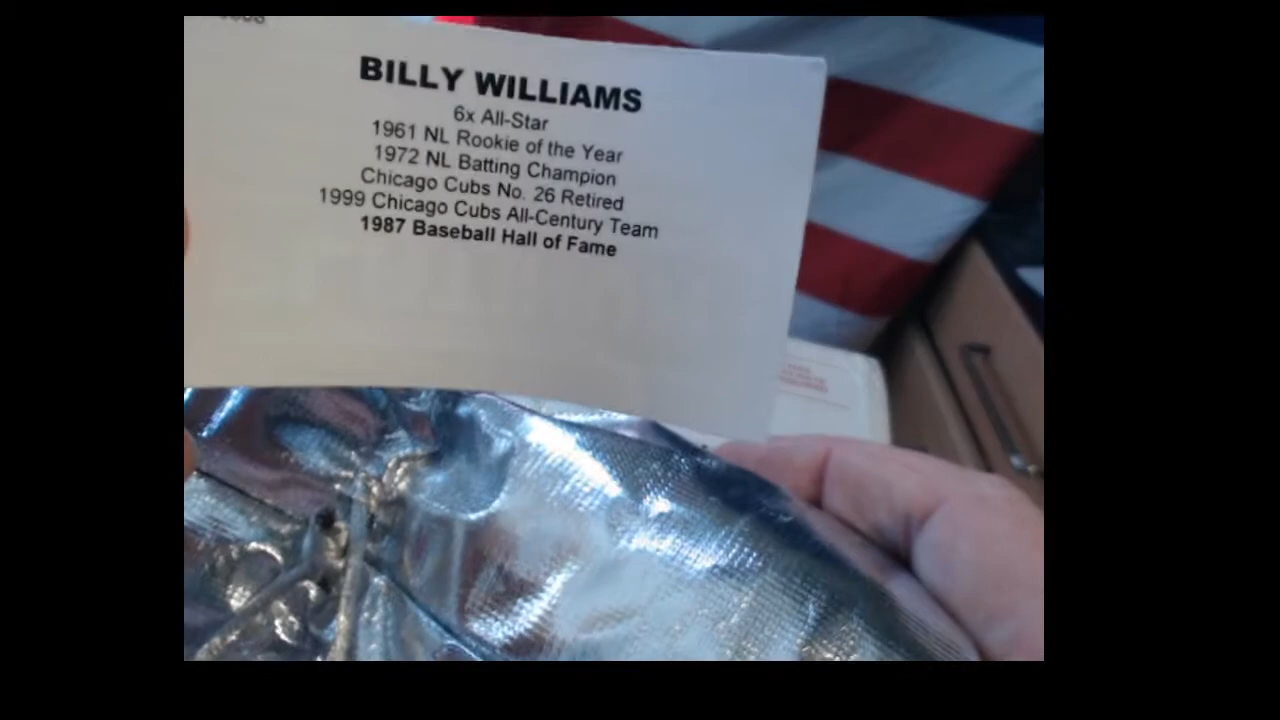 BILLY WILLIAMS
6x All-Star
1961 NL Rookie of the Year
1972 NL Batting Champion
Chicago Cubs No. 26 Retired
1999 Chicago Cubs All-Century Team
1987 Baseball Hall of Fame